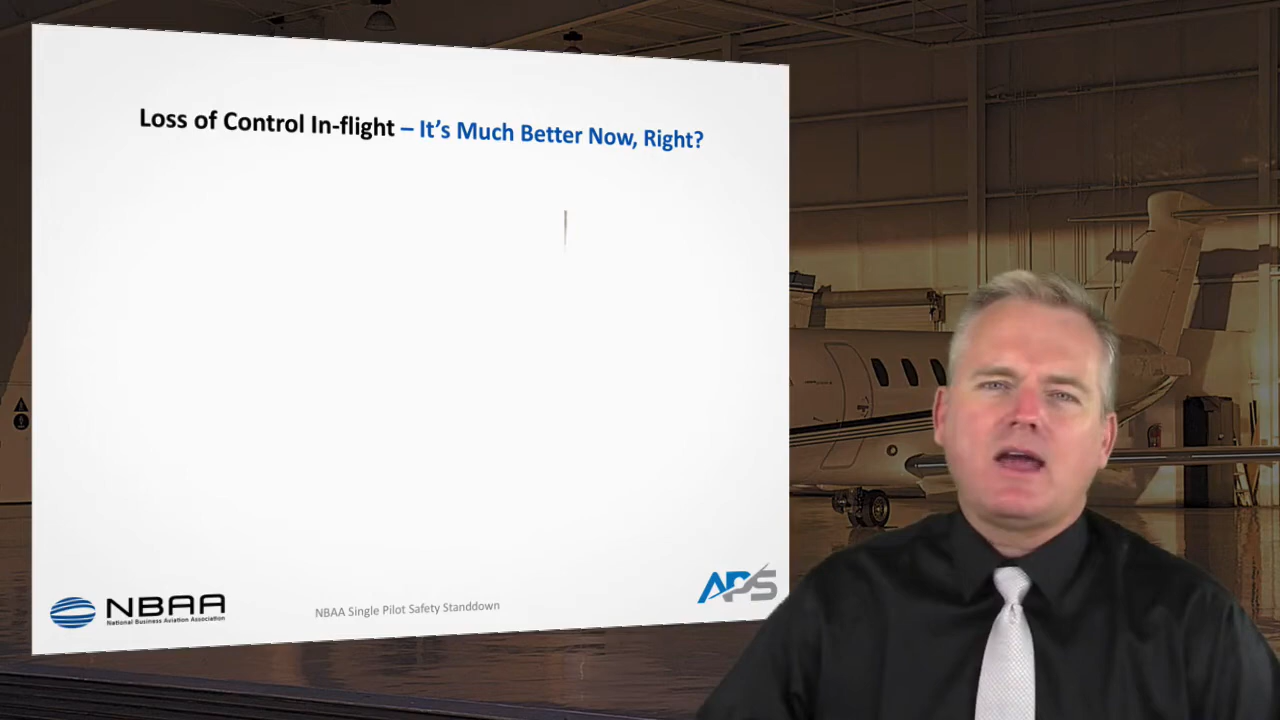 Loss of Control In-flight – It's Much Better Now, Right?
NBAA
National Business Aviation Association
NBAA Single Pilot Safety Standdown
APS